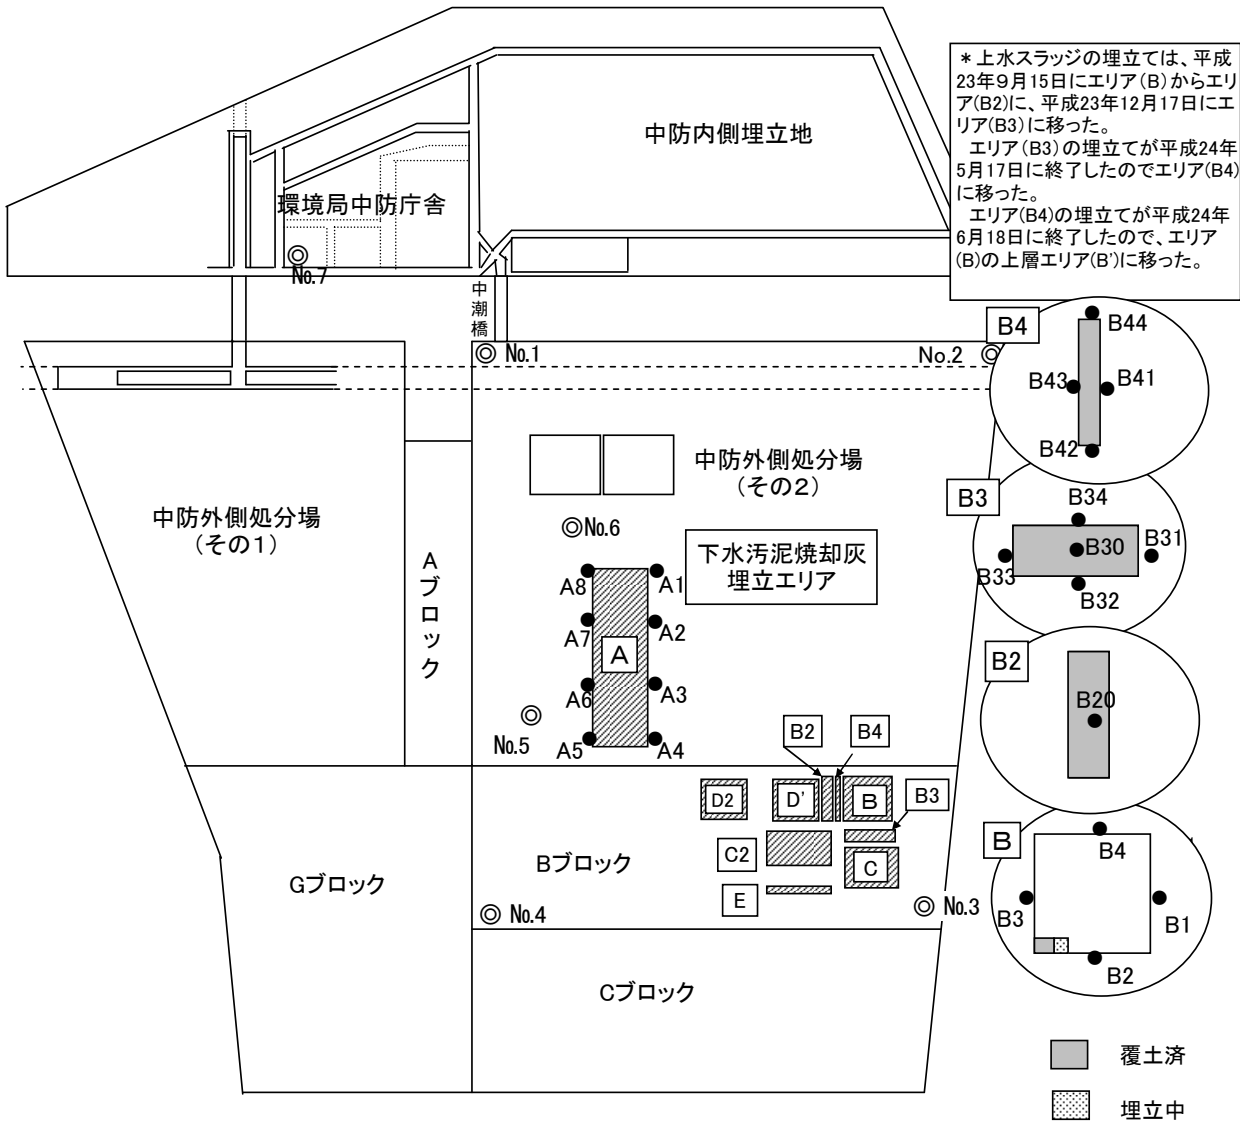 ＊上水スラッジの埋立ては、平成
23年9月15日にエリア(B)からエリ
ア(B2)に、平成23年12月17日にエ
リア(B3)に移った。
エリア(B3)の埋立てが平成24年
5月17日に終了したのでエリア(B4)
に移った。
エリア(B4)の埋立てが平成24年
6月18日に終了したので、エリア
(B)の上層エリア(B')に移った。
中防内側埋立地
環境局中防庁舎
No.7
中潮橋
No.1
No.2
B4
B44
B43
B41
B42
中防外側処分場
（その2）
中防外側処分場
（その1）
Aブロック
No.6
下水汚泥焼却灰
埋立エリア
B3
B34
B30
B31
B33
B32
A8
A1
A7
A2
A
A6
A3
A5
A4
No.5
B2
B20
B2
B4
B3
D2
D'
B
C2
C
E
Bブロック
Gブロック
No.4
No.3
B
B4
B3
B1
B2
Cブロック
覆土済
埋立中